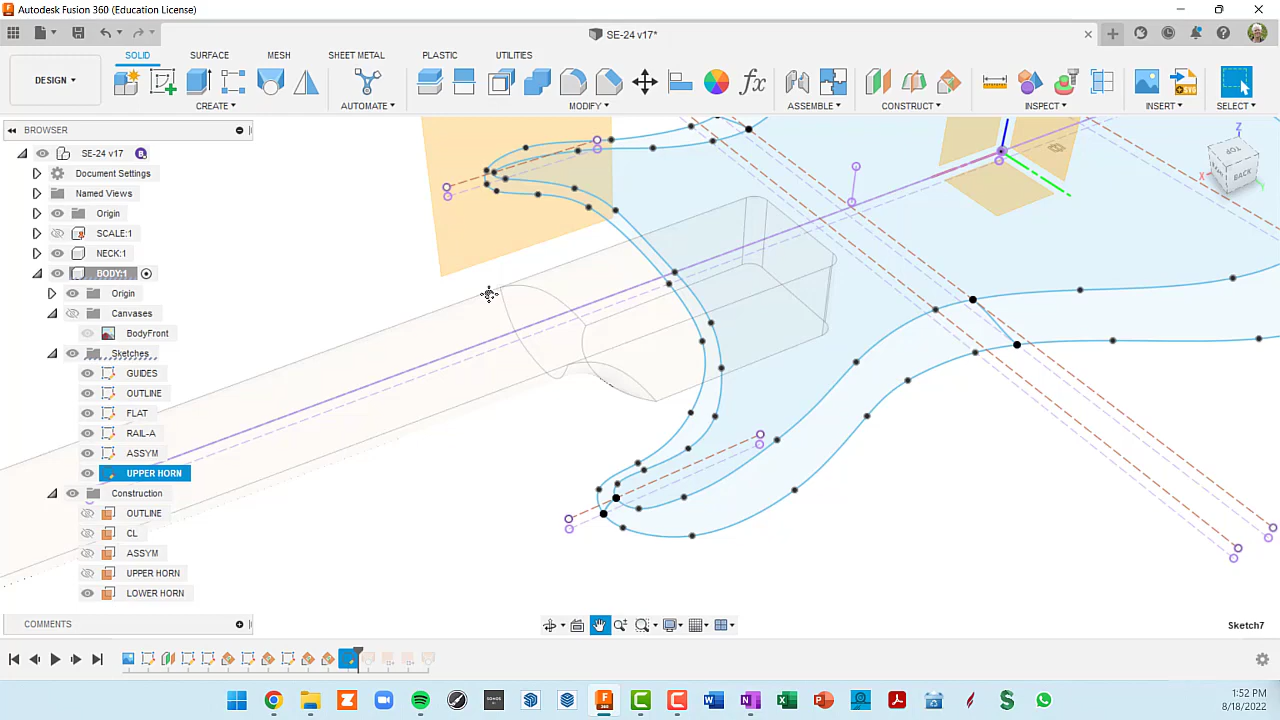 Autodesk Fusion 360 (Education License)
SE-24 v17*
DESIGN
SOLID
SURFACE
MESH
SHEET METAL
PLASTIC
UTILITIES
CREATE
AUTOMATE
MODIFY
ASSEMBLE
CONSTRUCT
INSPECT
INSERT
SELECT
BROWSER
SE-24 v17
Document Settings
Named Views
Origin
SCALE:1
NECK:1
BODY:1
Origin
Canvases
BodyFront
Sketches
GUIDES
OUTLINE
FLAT
RAIL-A
ASSYM
UPPER HORN
Construction
OUTLINE
CL
ASSYM
UPPER HORN
LOWER HORN
Z
TOP
X
BACK
Y
COMMENTS
Sketch7
1:52 PM
8/18/2022